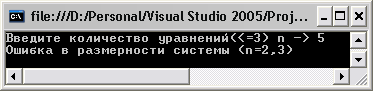 file:///D:/Personal/Visual Studio 2005/Proj...
Введите количество уравнений(<=3) n -> 5
Ошибка в размерности системы (n=2,3)